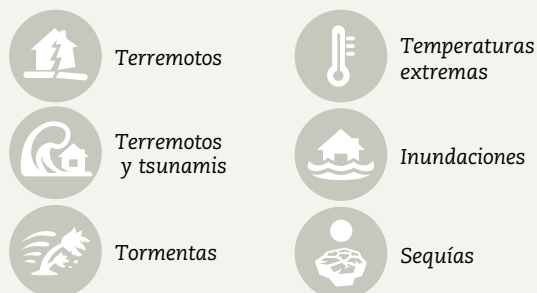 Terremotos
Temperaturas
extremas
Terremotos
y tsunamis
Inundaciones
Tormentas
Sequías